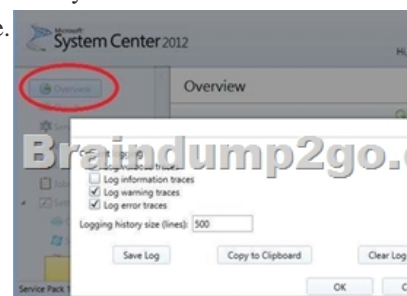 e.
Microsoft
System Center 2012
Overview
Overview
Braindump2go.
Log information traces
Log warning traces
Log error traces
Logging history size (lines): 500
Save Log
Copy to Clipboard
Clear Log
OK
Service Pack 1